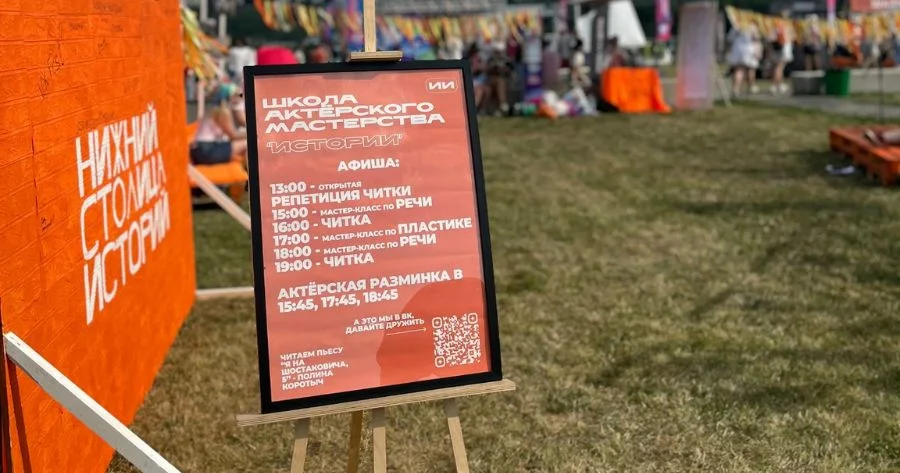 НИЖНИЙ
СТОЛИЦА
ИСТОРИЙ
ИИ
ШКОЛА
АКТЁРСКОГО
МАСТЕРСТВА
"ИСТОРИИ"
АФИША:
13:00 - ОТКРЫТАЯ
РЕПЕТИЦИЯ ЧИТКИ
15:00 - МАСТЕР-КЛАСС ПО РЕЧИ
16:00 - ЧИТКА
17:00 - МАСТЕР-КЛАСС ПО ПЛАСТИКЕ
18:00 - МАСТЕР-КЛАСС ПО РЕЧИ
19:00 - ЧИТКА
АКТЁРСКАЯ РАЗМИНКА В
15:45, 17:45, 18:45
А ЭТО МЫ В ВК,
ДАВАЙТЕ ДРУЖИТЬ
ЧИТАЕМ ПЬЕСУ
"Я НА
ШОСТАКОВИЧА,
5" - ПОЛИНА
КОРОТЫЧ